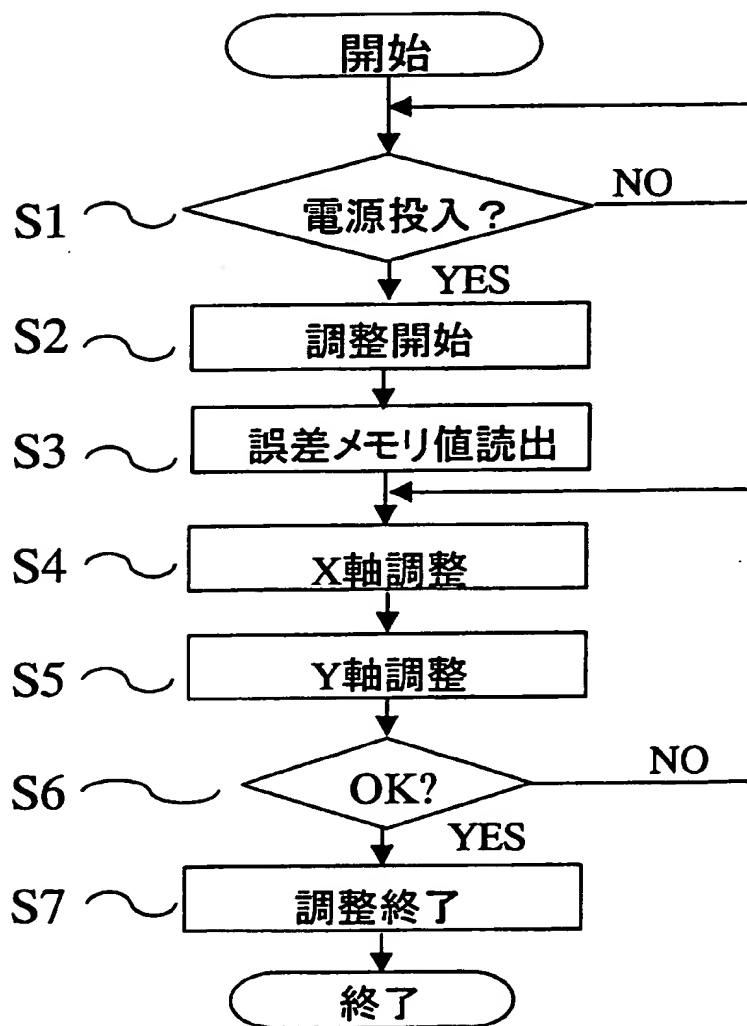 開始
S1
電源投入？
NO
YES
S2
調整開始
S3
誤差メモリ値読出
S4
X軸調整
S5
Y軸調整
S6
OK?
NO
YES
S7
調整終了
終了